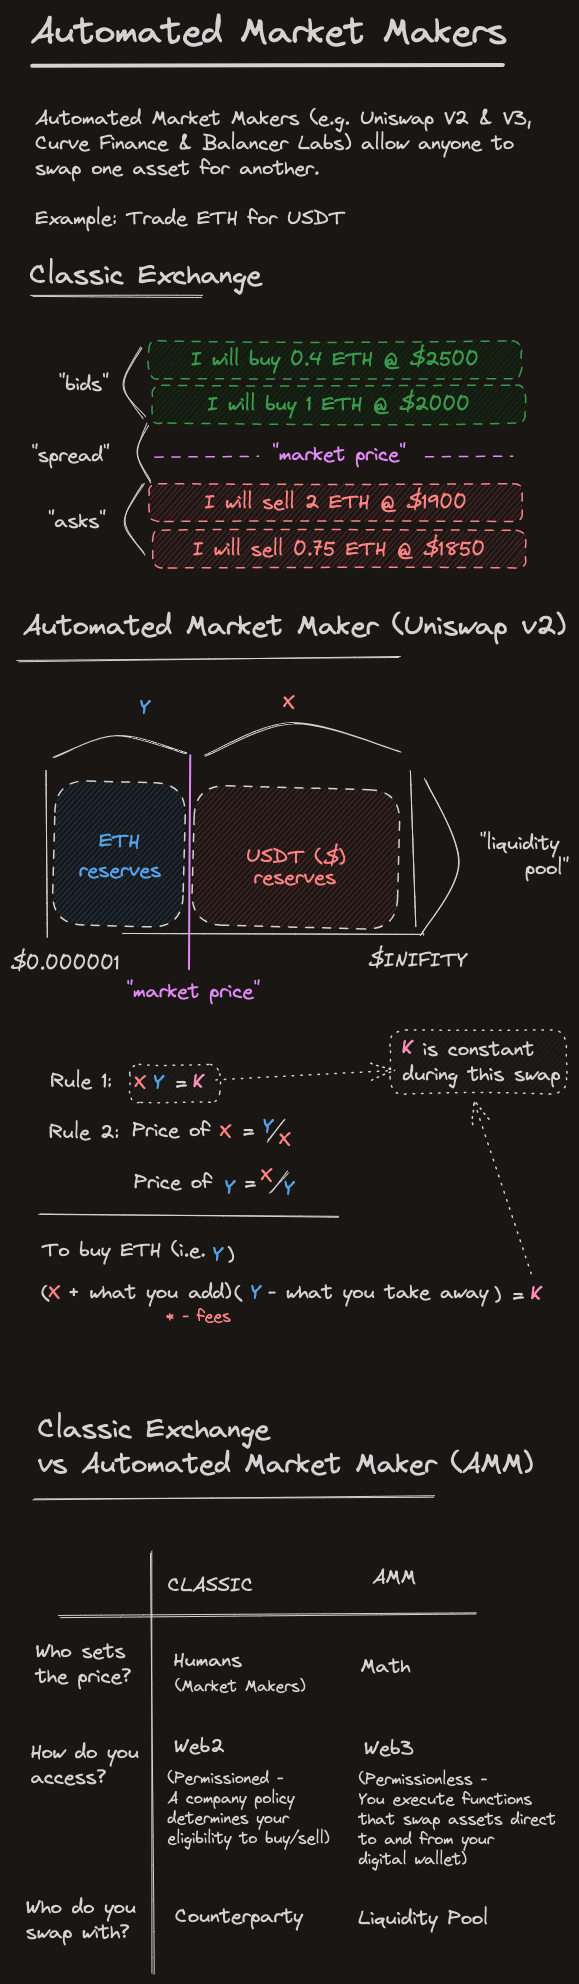 Automated Market Makers
Automated Market Makers (e.g. Uniswap V2 & V3,
Curve Finance & Balancer Labs) allow anyone to
swap one asset for another.
Example: Trade ETH for USDT
Classic Exchange
"bids"
I will buy 0.4 ETH @ $2500
I will buy 1 ETH @ $2000
"spread"
"market price"
"asks"
I will sell 2 ETH @ $1900
I will sell 0.75 ETH @ $1850
Automated Market Maker (Uniswap v2)
Y
X
ETH
reserves
USDT ($)
reserves
"liquidity
pool"
$0.000001
$INIFITY
"market price"
K is constant
during this swap
Rule 1: X Y = K
Rule 2: Price of X = Y/X
Price of Y = X/Y
To buy ETH (i.e. Y)
(X + what you add)( Y - what you take away) = K
* - fees
Classic Exchange
vs Automated Market Maker (AMM)
CLASSIC
AMM
Who sets
the price?
Humans
(Market Makers)
Math
How do you
access?
Web2
(Permissioned -
A company policy
determines your
eligibility to buy/sell)
Web3
(Permissionless -
You execute functions
that swap assets direct
to and from your
digital wallet)
Who do you
swap with?
Counterparty
Liquidity Pool